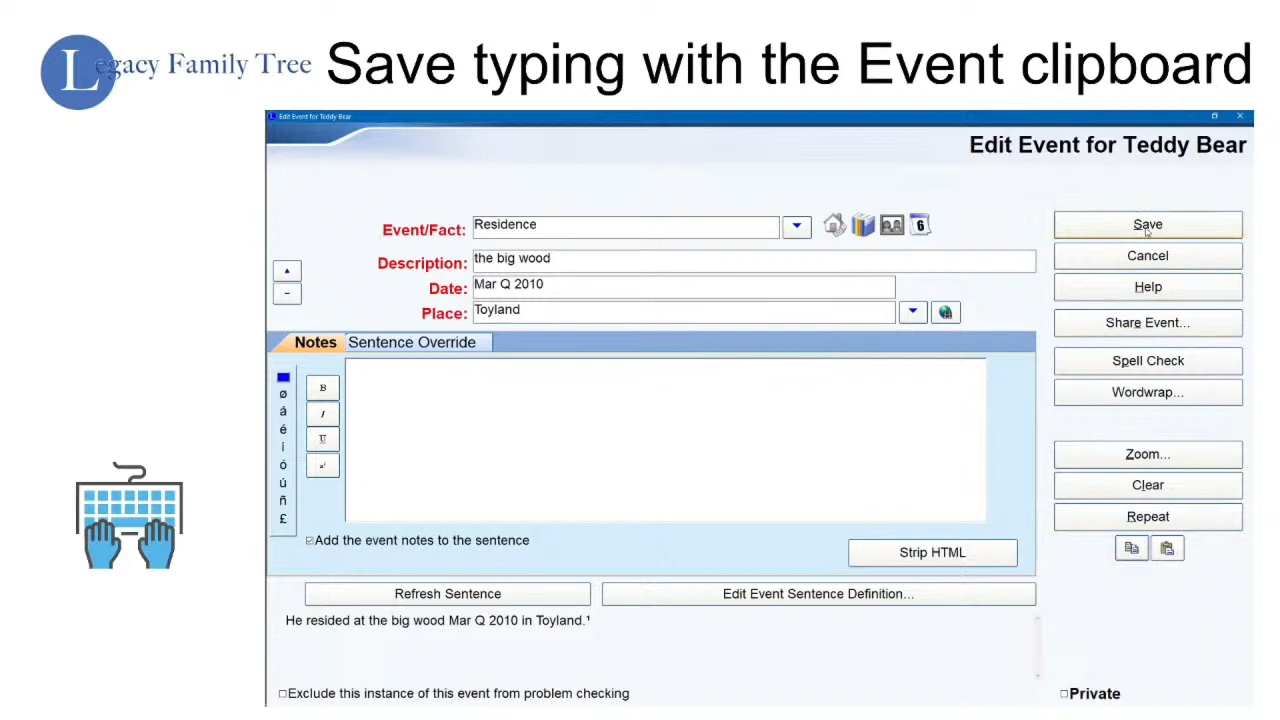 Legacy Family Tree
Save typing with the Event clipboard
Edit Event for Teddy Bear
Edit Event for Teddy Bear
Event/Fact:
Residence
6
Save
Description:
the big wood
Cancel
Date:
Mar Q 2010
Help
Place:
Toyland
Share Event...
Notes
Sentence Override
Spell Check
B
ø
Wordwrap...
á
I
é
U
í
Zoom...
ó
x²
ú
Clear
ñ
£
Repeat
Add the event notes to the sentence
Strip HTML
Refresh Sentence
Edit Event Sentence Definition...
He resided at the big wood Mar Q 2010 in Toyland.¹
Exclude this instance of this event from problem checking
Private